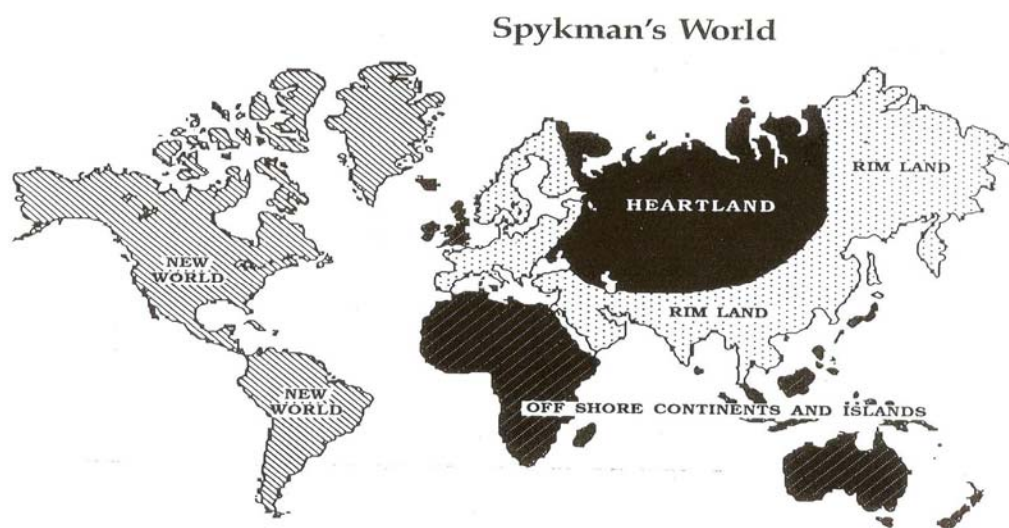 Spykman's World
RIM LAND
HEARTLAND
NEW
WORLD
RIM LAND
NEW
WORLD
OFF SHORE CONTINENTS AND ISLANDS